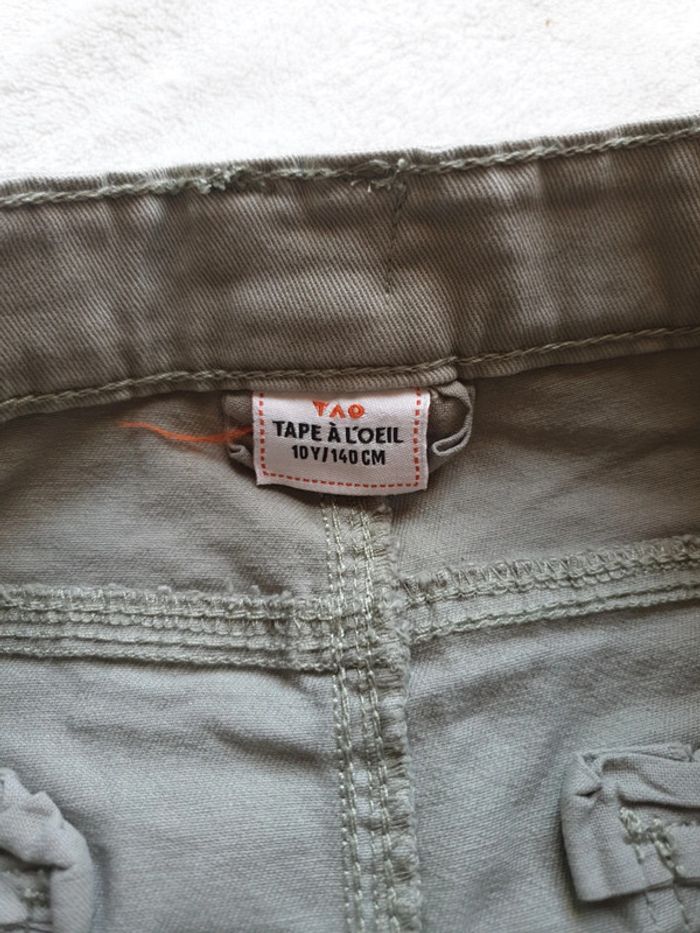 TAO
TAPE À L'OEIL
10Y/140 CM